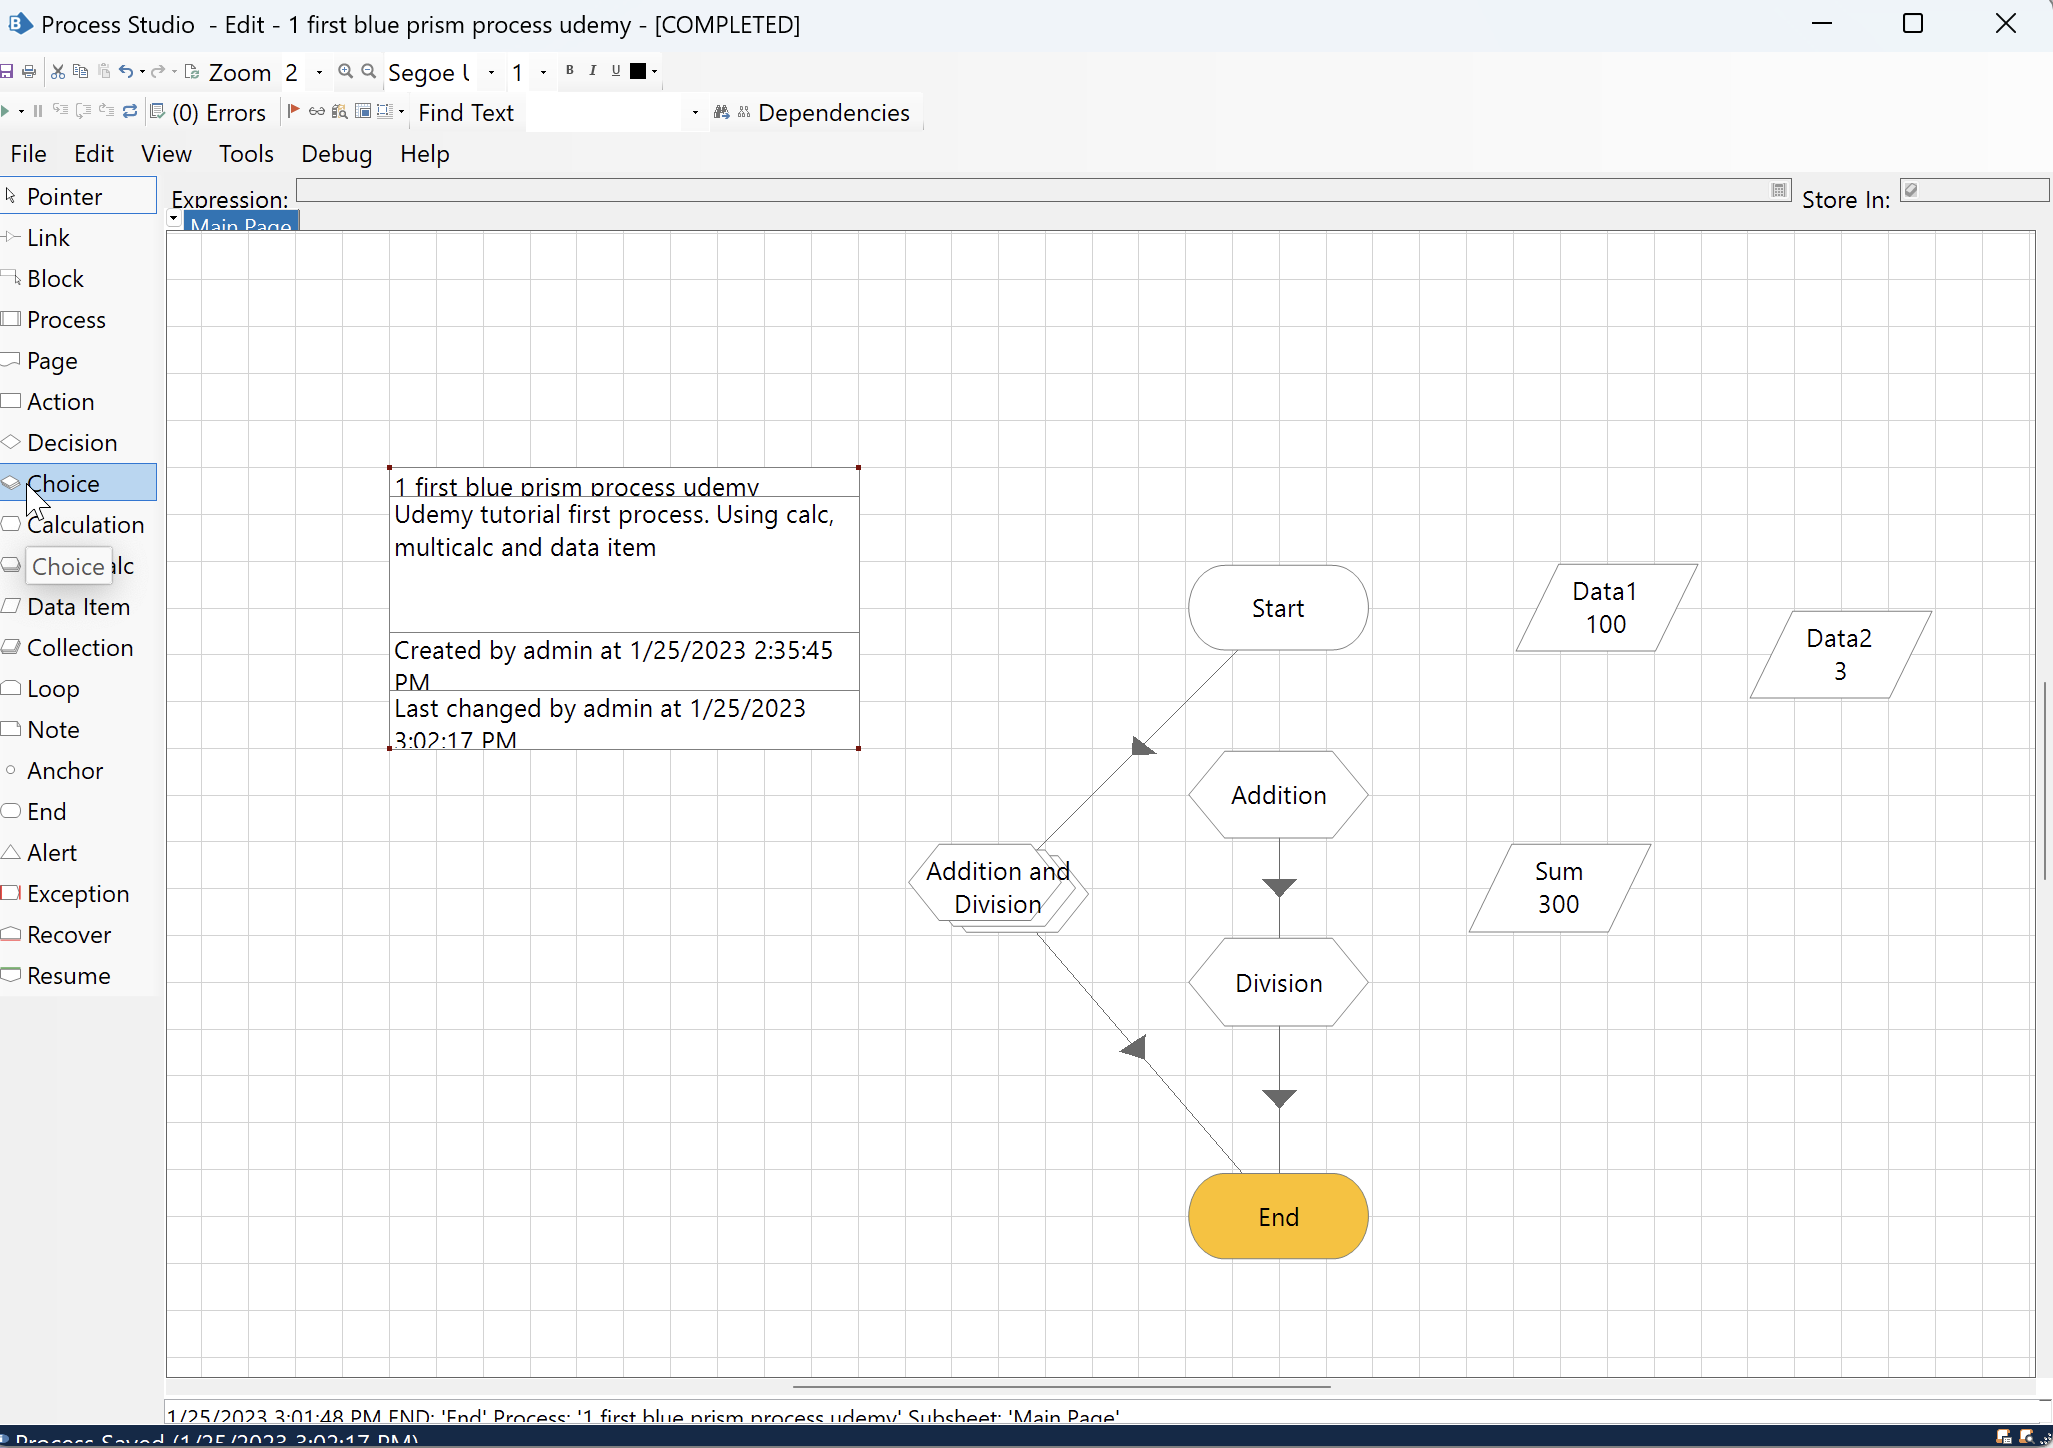 Process Studio - Edit - 1 first blue prism process udemy - [COMPLETED]
Zoom 2 Segoe U 1 B I U
(0) Errors Find Text Dependencies
File Edit View Tools Debug Help
Expression: Store In:
Main Page
Pointer
Link
Block
Process
Page
Action
Decision
Choice
Calculation
Choice lc
Data Item
Collection
Loop
Note
Anchor
End
Alert
Exception
Recover
Resume
1 first blue prism process udemy
Udemy tutorial first process. Using calc,
multicalc and data item
Created by admin at 1/25/2023 2:35:45
PM
Last changed by admin at 1/25/2023
3:02:17 PM
Start
Data1
100
Data2
3
Addition
Addition and
Division
Sum
300
Division
End
1/25/2023 3:01:48 PM END: 'End' Process: '1 first blue prism process udemy' Subsheet: 'Main Page'
Process Saved (1/25/2023 3:02:17 PM)